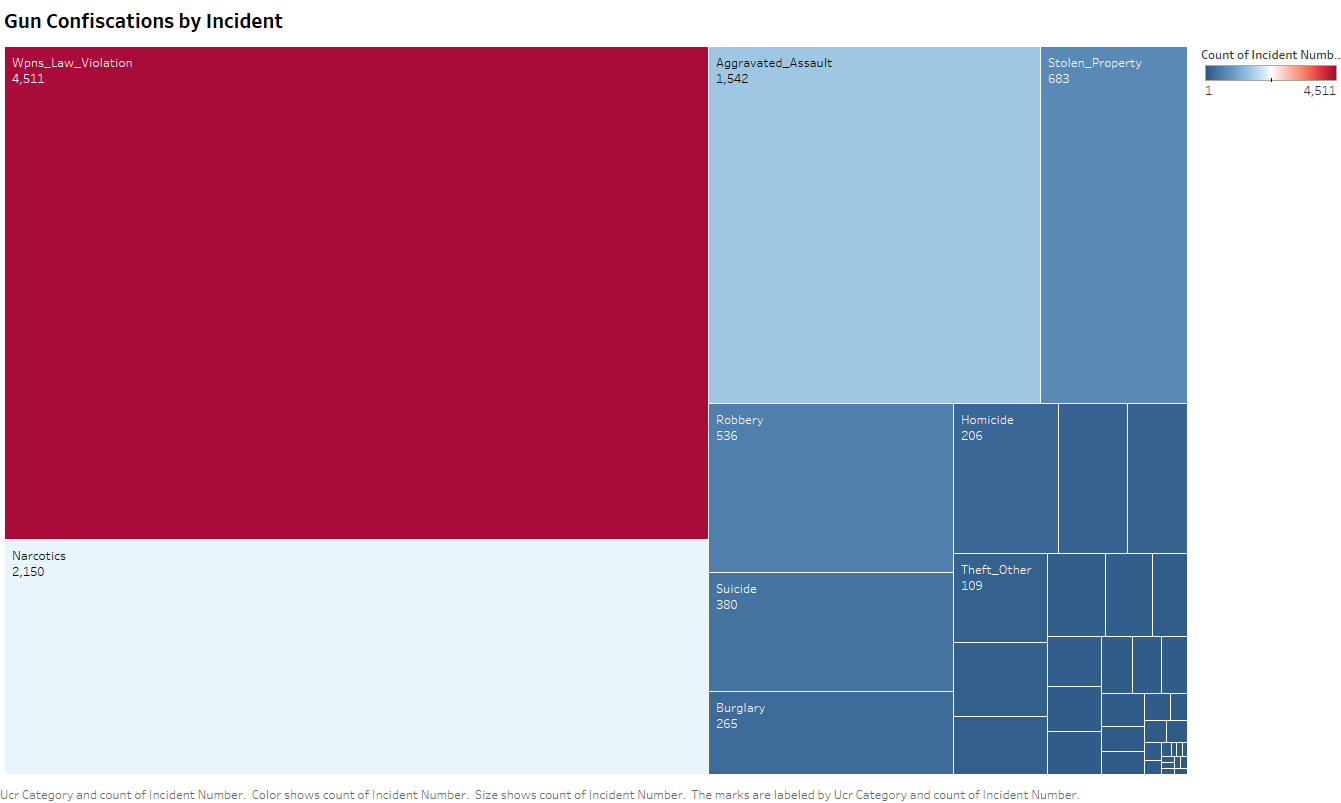 Gun Confiscations by Incident
Wpns_Law_Violation
4,511
Aggravated_Assault
1,542
Stolen_Property
683
Count of Incident Numb..
1
4,511
Robbery
536
Homicide
206
Narcotics
2,150
Theft_Other
109
Suicide
380
Burglary
265
Ucr Category and count of Incident Number. Color shows count of Incident Number. Size shows count of Incident Number. The marks are labeled by Ucr Category and count of Incident Number.